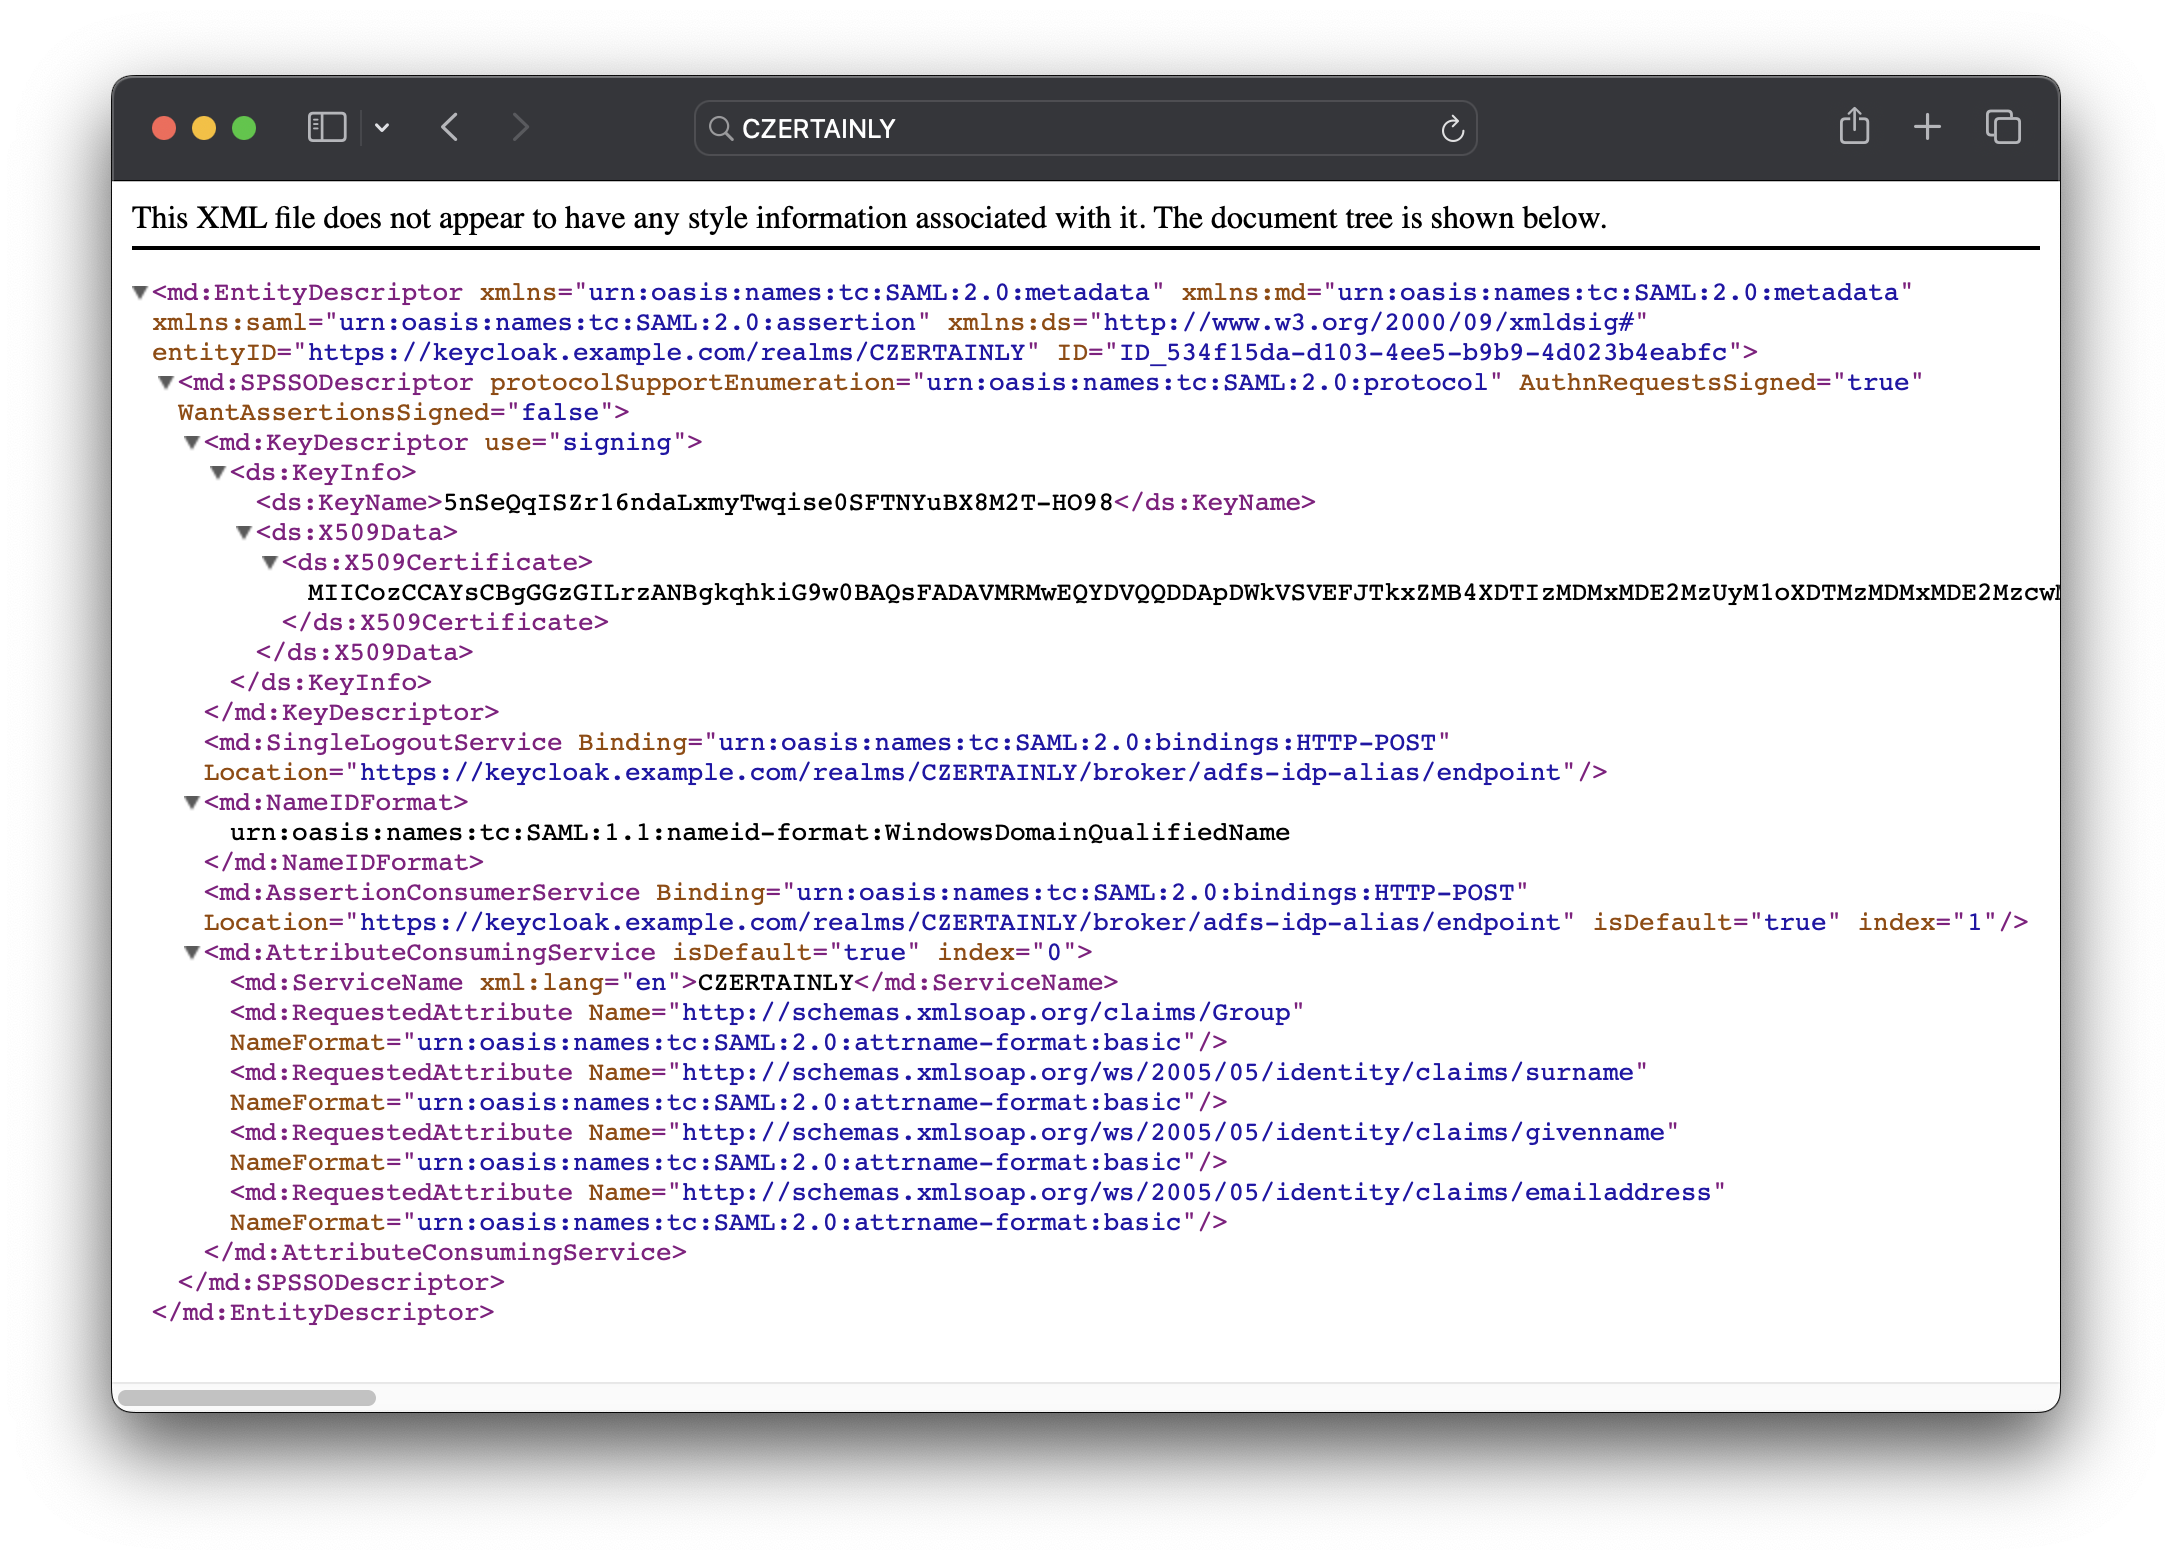 CZERTAINLY
This XML file does not appear to have any style information associated with it. The document tree is shown below.
<md:EntityDescriptor xmlns="urn:oasis:names:tc:SAML:2.0:metadata" xmlns:md="urn:oasis:names:tc:SAML:2.0:metadata"
xmlns:saml="urn:oasis:names:tc:SAML:2.0:assertion" xmlns:ds="http://www.w3.org/2000/09/xmldsig#"
entityID="https://keycloak.example.com/realms/CZERTAINLY" ID="ID_534f15da-d103-4ee5-b9b9-4d023b4eabfc">
<md:SPSSODescriptor protocolSupportEnumeration="urn:oasis:names:tc:SAML:2.0:protocol" AuthnRequestsSigned="true"
WantAssertionsSigned="false">
<md:KeyDescriptor use="signing">
<ds:KeyInfo>
<ds:KeyName>5nSeQqISZr16ndaLxmyTwqise0SFTNYuBX8M2T-HO98</ds:KeyName>
<ds:X509Data>
<ds:X509Certificate>
MIICozCCAYsCBgGGzGILrzANBgkqhkiG9w0BAQsFADAVMRMwEQYDVQQDDApDWkVSVEFJTkxZMB4XDTIzMDMxMDE2MzUyM1oXDTMzMDMxMDE2MzcwM
</ds:X509Certificate>
</ds:X509Data>
</ds:KeyInfo>
</md:KeyDescriptor>
<md:SingleLogoutService Binding="urn:oasis:names:tc:SAML:2.0:bindings:HTTP-POST"
Location="https://keycloak.example.com/realms/CZERTAINLY/broker/adfs-idp-alias/endpoint"/>
<md:NameIDFormat>
urn:oasis:names:tc:SAML:1.1:nameid-format:WindowsDomainQualifiedName
</md:NameIDFormat>
<md:AssertionConsumerService Binding="urn:oasis:names:tc:SAML:2.0:bindings:HTTP-POST"
Location="https://keycloak.example.com/realms/CZERTAINLY/broker/adfs-idp-alias/endpoint" isDefault="true" index="1"/>
<md:AttributeConsumingService isDefault="true" index="0">
<md:ServiceName xml:lang="en">CZERTAINLY</md:ServiceName>
<md:RequestedAttribute Name="http://schemas.xmlsoap.org/claims/Group"
NameFormat="urn:oasis:names:tc:SAML:2.0:attrname-format:basic"/>
<md:RequestedAttribute Name="http://schemas.xmlsoap.org/ws/2005/05/identity/claims/surname"
NameFormat="urn:oasis:names:tc:SAML:2.0:attrname-format:basic"/>
<md:RequestedAttribute Name="http://schemas.xmlsoap.org/ws/2005/05/identity/claims/givenname"
NameFormat="urn:oasis:names:tc:SAML:2.0:attrname-format:basic"/>
<md:RequestedAttribute Name="http://schemas.xmlsoap.org/ws/2005/05/identity/claims/emailaddress"
NameFormat="urn:oasis:names:tc:SAML:2.0:attrname-format:basic"/>
</md:AttributeConsumingService>
</md:SPSSODescriptor>
</md:EntityDescriptor>